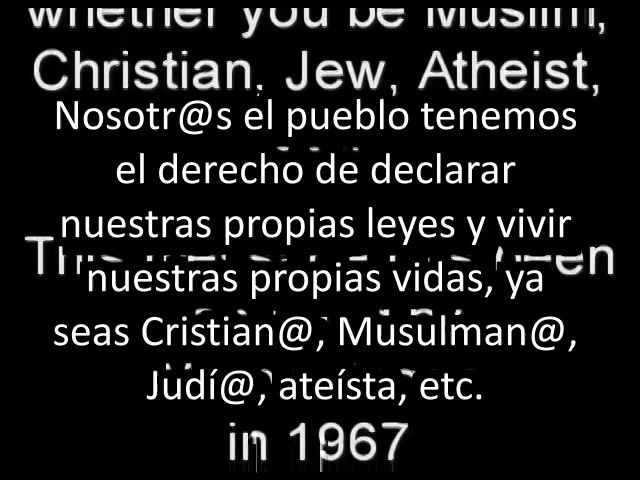 whether you be Muslim,
Christian, Jew, Atheist,
Nosotr@s el pueblo tenemos
el derecho de declarar
nuestras propias leyes y vivir
nuestras propias vidas, ya
seas Cristian@, Musulman@,
Judí@, ateísta, etc.
in 1967